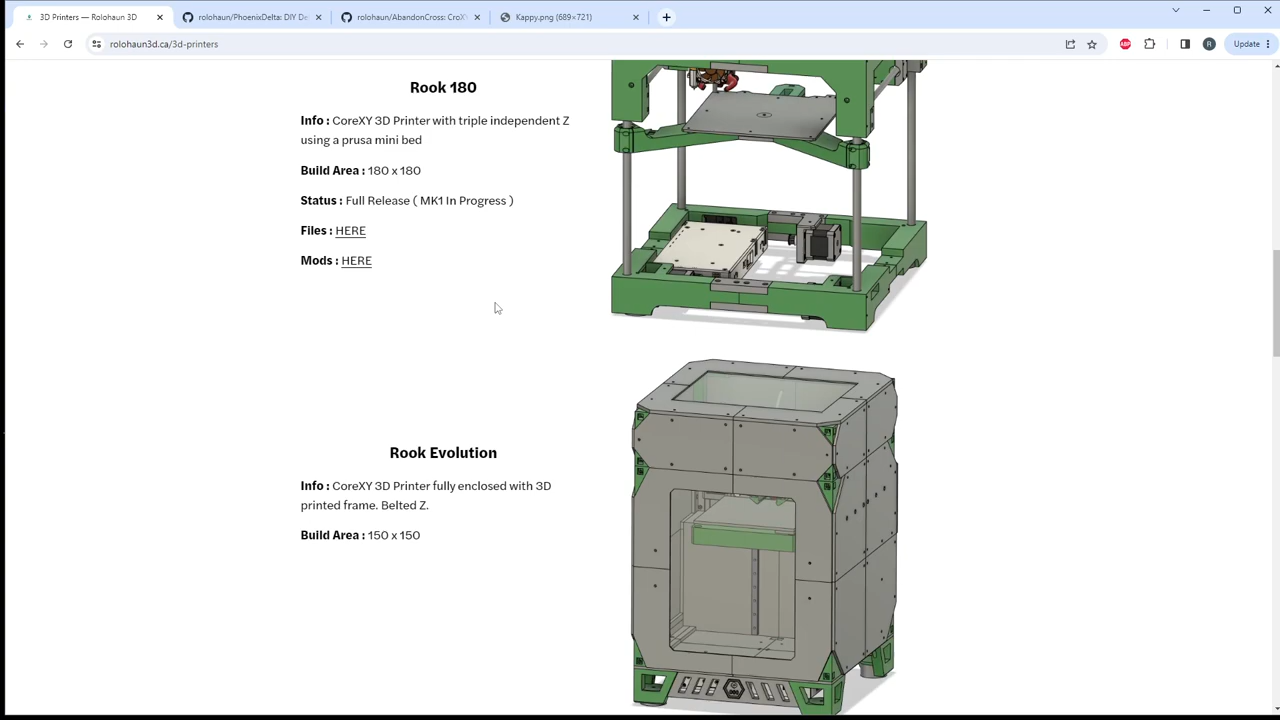 3D Printers — Rolohaun 3D
rolohaun/PhoenixDelta: DIY De
rolohaun/AbandonCross: CroX
Kappy.png (689×721)
rolohaun3d.ca/3d-printers
ABP
R
Update
Rook 180
Info : CoreXY 3D Printer with triple independent Z
using a prusa mini bed
Build Area : 180 x 180
Status : Full Release ( MK1 In Progress )
Files : HERE
Mods : HERE
Rook Evolution
Info : CoreXY 3D Printer fully enclosed with 3D
printed frame. Belted Z.
Build Area : 150 x 150